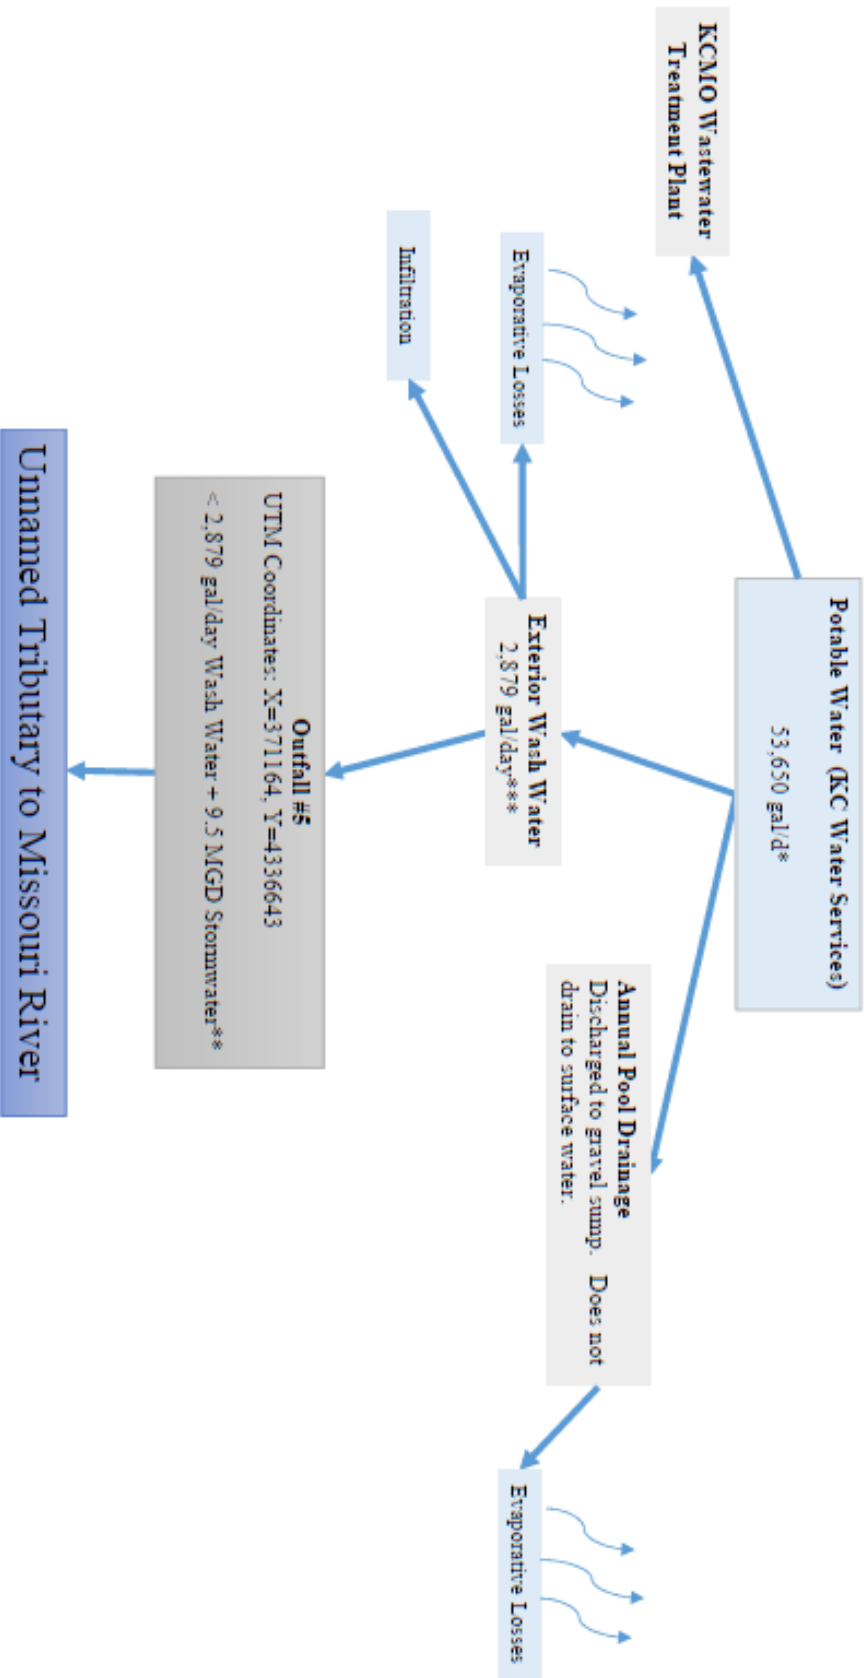 Potable Water (KC Water Services)
53,650 gal/d*
KCMO Wastewater
Treatment Plant
Evaporative Losses
Infiltration
Exterior Wash Water
2,879 gal/day***
Annual Pool Drainage
Discharged to gravel sump. Does not
drain to surface water.
Evaporative Losses
Outfall #5
UTM Coordinates: X=371164, Y=4336643
< 2,879 gal/day Wash Water + 9.5 MGD Stormwater**
Unnamed Tributary to Missouri River